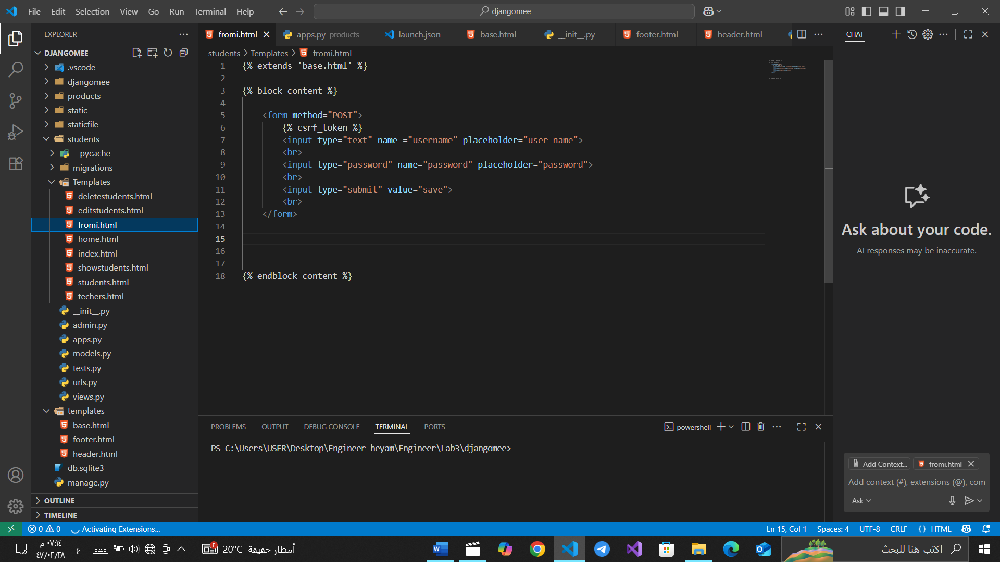 File Edit Selection View Go Run Terminal Help
djangomee
EXPLORER
DJANGOMEE
.vscode
djangomee
products
static
staticfile
students
__pycache__
migrations
Templates
deletestudents.html
editstudents.html
fromi.html
home.html
index.html
showstudents.html
students.html
techers.html
__init__.py
admin.py
apps.py
models.py
tests.py
urls.py
views.py
templates
base.html
footer.html
header.html
db.sqlite3
manage.py
OUTLINE
TIMELINE
fromi.html apps.py products launch.json base.html __init__.py footer.html header.html
students > Templates > fromi.html
1 {% extends 'base.html' %}
2
3 {% block content %}
4
5 <form method="POST">
6 {% csrf_token %}
7 <input type="text" name ="username" placeholder="user name">
8 <br>
9 <input type="password" name="password" placeholder="password">
10 <br>
11 <input type="submit" value="save">
12 <br>
13 </form>
14
15
16
17
18 {% endblock content %}
PROBLEMS OUTPUT DEBUG CONSOLE TERMINAL PORTS
powershell
PS C:\Users\USER\Desktop\Engineer heyam\Engineer\Lab3\djangomee>
CHAT
Ask about your code.
AI responses may be inaccurate.
Add Context... fromi.html
Add context (#), extensions (@), com
Ask
0 0 Activating Extensions...
Ln 15, Col 1 Spaces: 4 UTF-8 CRLF {} HTML
٠٧:١٤ م
٤٧/٠٢/٢٨
ع
٢
20°C أمطار خفيفة
اكتب هنا للبحث